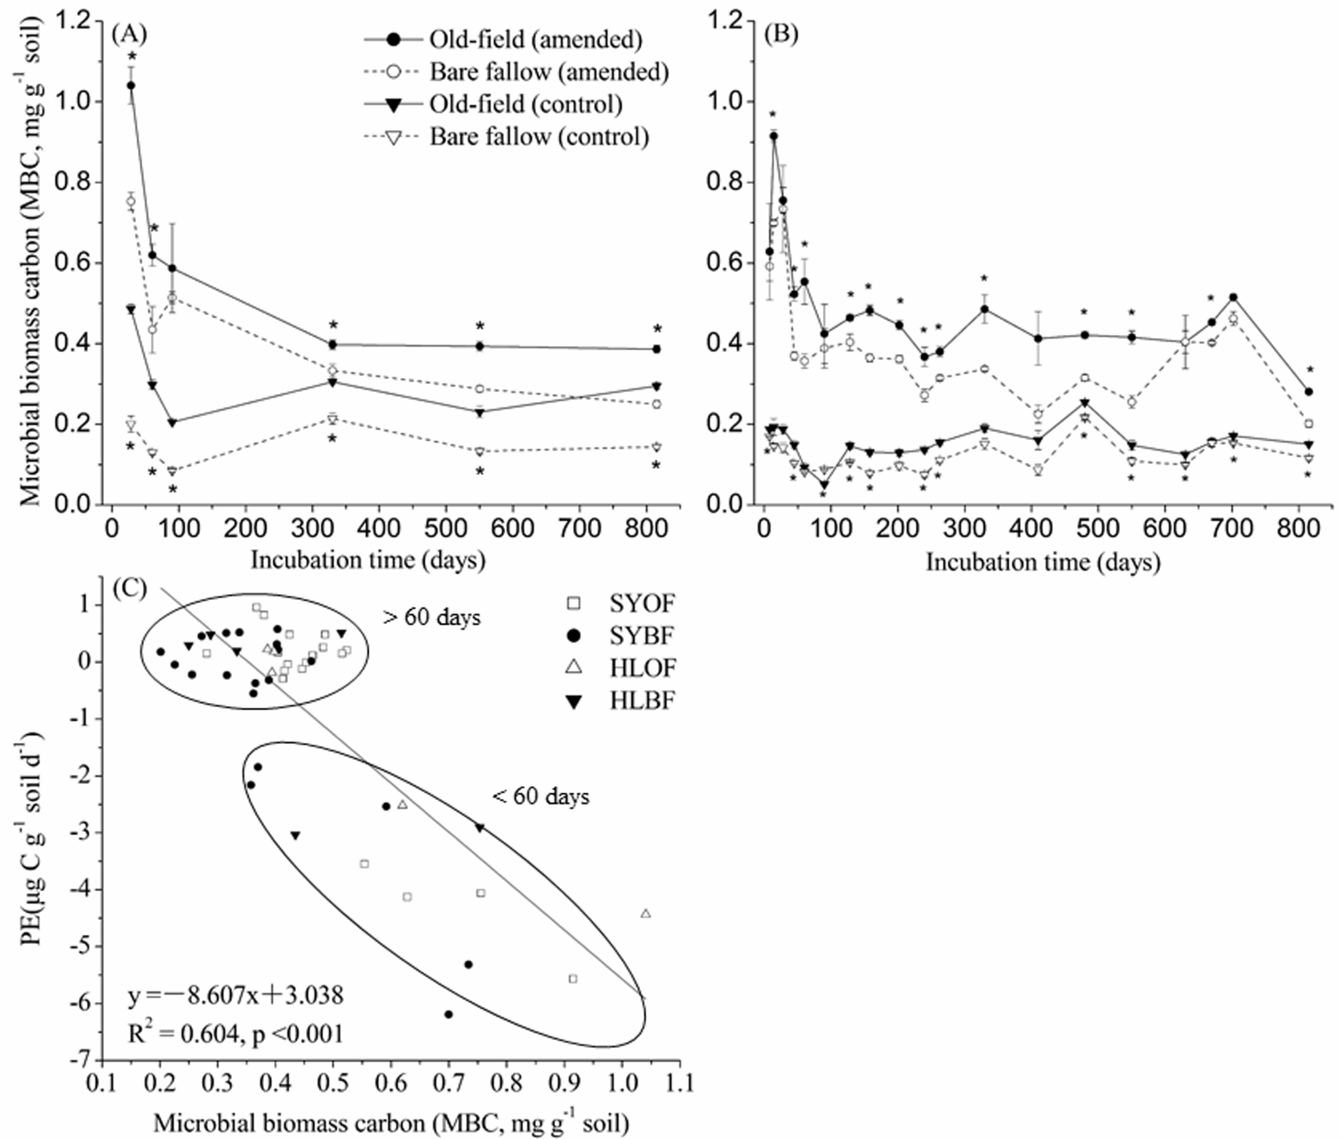 (A)
Old-field (amended)
Bare fallow (amended)
Old-field (control)
Bare fallow (control)
Microbial biomass carbon (MBC, mg g⁻¹ soil)
1.2
1.0
0.8
0.6
0.4
0.2
0.0
0 100 200 300 400 500 600 700 800
Incubation time (days)
(B)
1.2
1.0
0.8
0.6
0.4
0.2
0.0
0 100 200 300 400 500 600 700 800
Incubation time (days)
(C)
> 60 days
< 60 days
SYOF
SYBF
HLOF
HLBF
PE(µg C g⁻¹ soil d⁻¹)
1
0
-1
-2
-3
-4
-5
-6
-7
y =−8.607x+3.038
R² = 0.604, p <0.001
0.1 0.2 0.3 0.4 0.5 0.6 0.7 0.8 0.9 1.0 1.1
Microbial biomass carbon (MBC, mg g⁻¹ soil)